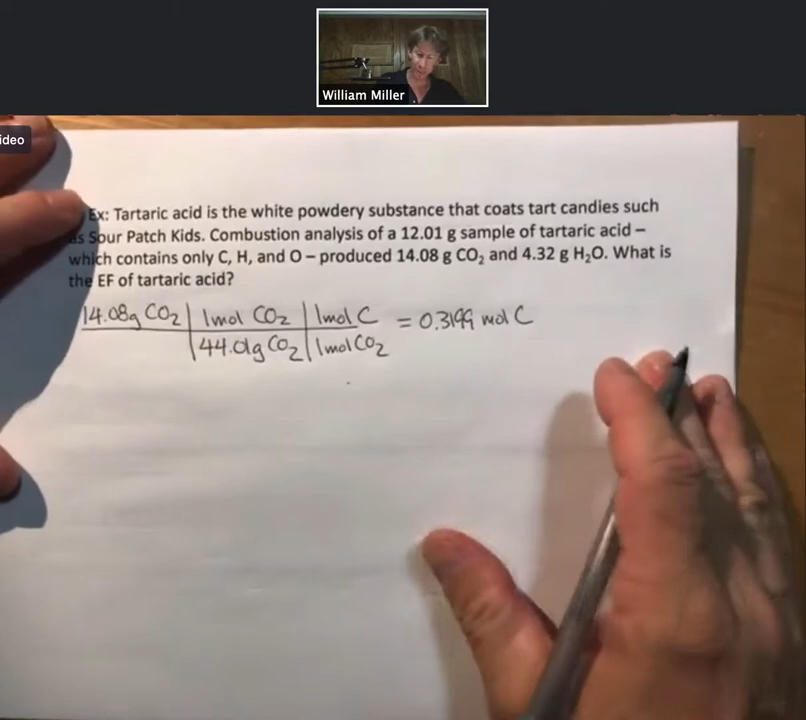 William Miller
ideo
Ex: Tartaric acid is the white powdery substance that coats tart candies such
as Sour Patch Kids. Combustion analysis of a 12.01 g sample of tartaric acid –
which contains only C, H, and O – produced 14.08 g CO₂ and 4.32 g H₂O. What is
the EF of tartaric acid?
14.08g CO₂ | 1mol CO₂ | 1mol C = 0.3199 mol C
44.01g CO₂ | 1mol CO₂